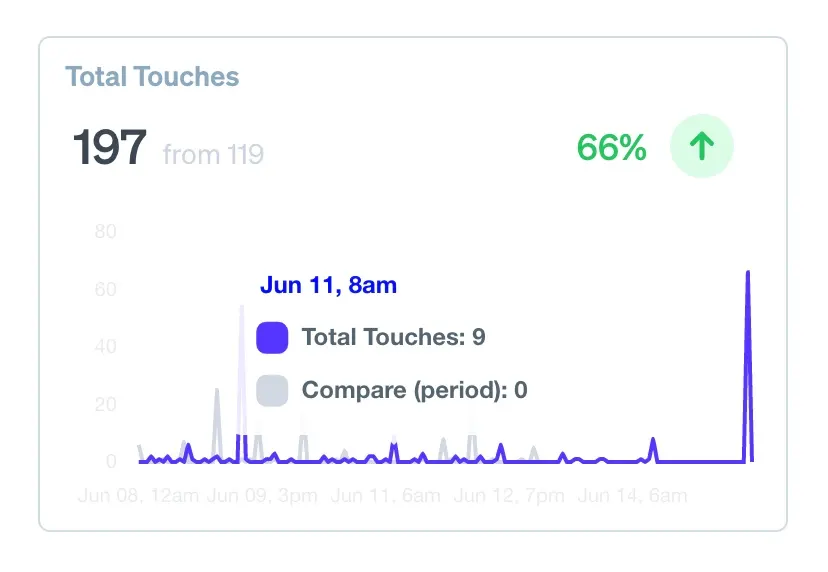 Total Touches
197 from 119
66%
80
60
40
20
0
Jun 11, 8am
Total Touches: 9
Compare (period): 0
Jun 08, 12am Jun 09, 3pm Jun 11, 6am Jun 12, 7pm Jun 14, 6am